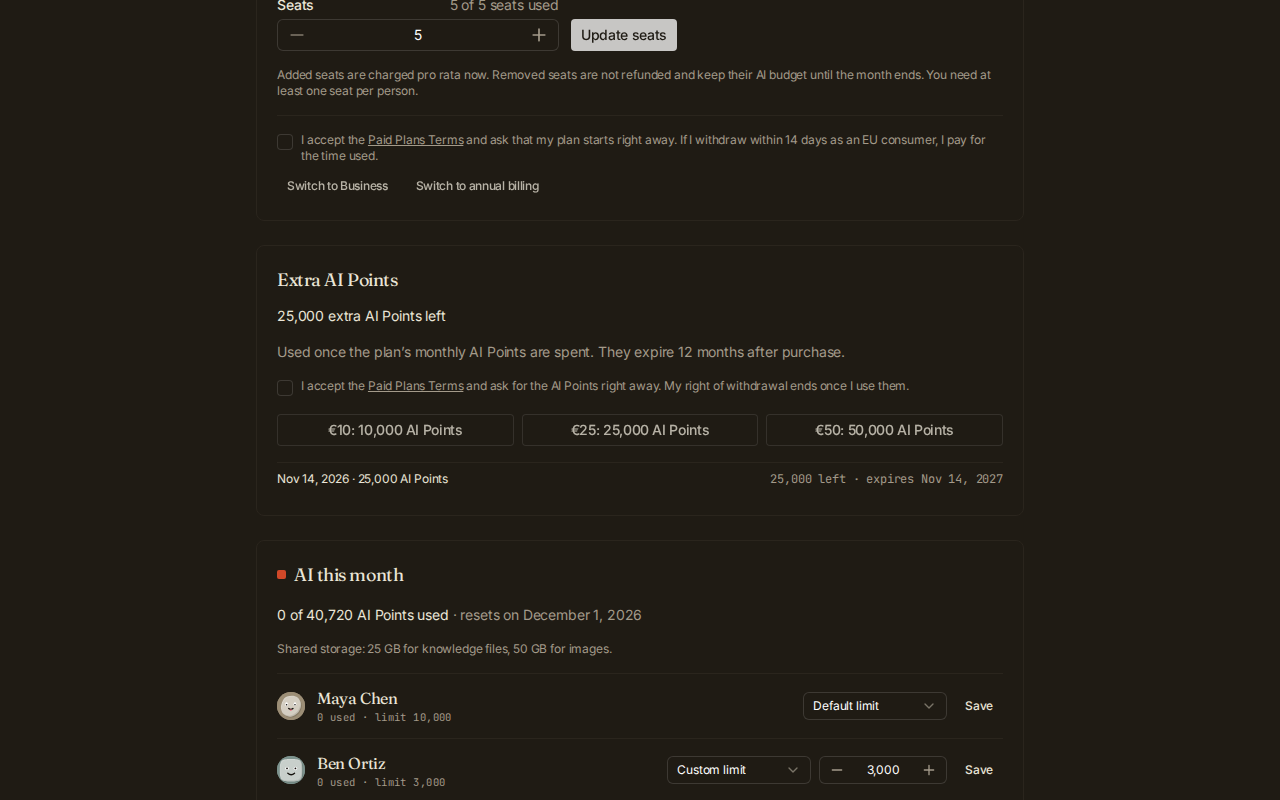 Seats 5 of 5 seats used
5 Update seats
Added seats are charged pro rata now. Removed seats are not refunded and keep their AI budget until the month ends. You need at
least one seat per person.
I accept the Paid Plans Terms and ask that my plan starts right away. If I withdraw within 14 days as an EU consumer, I pay for
the time used.
Switch to Business Switch to annual billing
Extra AI Points
25,000 extra AI Points left
Used once the plan’s monthly AI Points are spent. They expire 12 months after purchase.
I accept the Paid Plans Terms and ask for the AI Points right away. My right of withdrawal ends once I use them.
€10: 10,000 AI Points €25: 25,000 AI Points €50: 50,000 AI Points
Nov 14, 2026 · 25,000 AI Points 25,000 left · expires Nov 14, 2027
AI this month
0 of 40,720 AI Points used · resets on December 1, 2026
Shared storage: 25 GB for knowledge files, 50 GB for images.
Maya Chen
0 used · limit 10,000
Default limit Save
Ben Ortiz
0 used · limit 3,000
Custom limit 3,000 Save